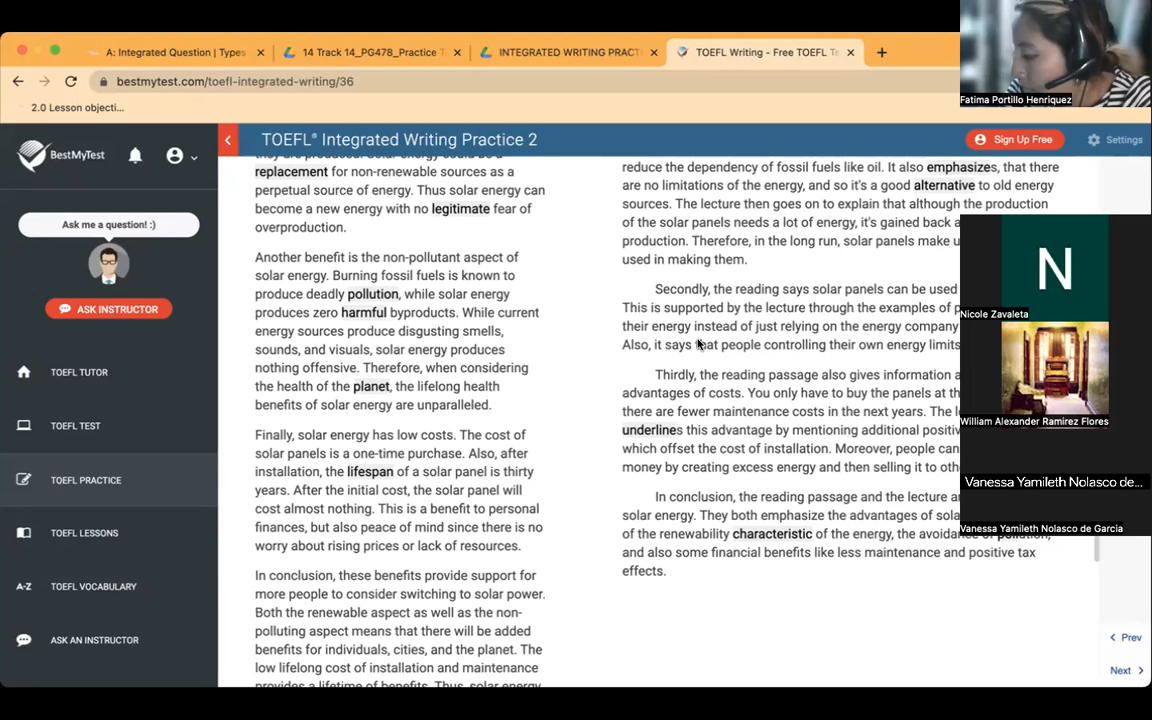 A: Integrated Question | Types
14 Track 14_PG478_Practice T
INTEGRATED WRITING PRACT
TOEFL Writing - Free TOEFL Te
bestmytest.com/toefl-integrated-writing/36
2.0 Lesson objecti...
BestMyTest
Ask me a question! :)
ASK INSTRUCTOR
TOEFL TUTOR
TOEFL TEST
TOEFL PRACTICE
TOEFL LESSONS
A-Z TOEFL VOCABULARY
ASK AN INSTRUCTOR
TOEFL® Integrated Writing Practice 2
Sign Up Free
Settings
they are produced. Solar energy could be a
replacement for non-renewable sources as a
perpetual source of energy. Thus solar energy can
become a new energy with no legitimate fear of
overproduction.
Another benefit is the non-pollutant aspect of
solar energy. Burning fossil fuels is known to
produce deadly pollution, while solar energy
produces zero harmful byproducts. While current
energy sources produce disgusting smells,
sounds, and visuals, solar energy produces
nothing offensive. Therefore, when considering
the health of the planet, the lifelong health
benefits of solar energy are unparalleled.
Finally, solar energy has low costs. The cost of
solar panels is a one-time purchase. Also, after
installation, the lifespan of a solar panel is thirty
years. After the initial cost, the solar panel will
cost almost nothing. This is a benefit to personal
finances, but also peace of mind since there is no
worry about rising prices or lack of resources.
In conclusion, these benefits provide support for
more people to consider switching to solar power.
Both the renewable aspect as well as the non-
polluting aspect means that there will be added
benefits for individuals, cities, and the planet. The
low lifelong cost of installation and maintenance
provides a lifetime of benefits. Thus, solar energy
reduce the dependency of fossil fuels like oil. It also emphasizes, that there
are no limitations of the energy, and so it's a good alternative to old energy
sources. The lecture then goes on to explain that although the production
of the solar panels needs a lot of energy, it's gained back a
production. Therefore, in the long run, solar panels make u
used in making them.
Secondly, the reading says solar panels can be used
This is supported by the lecture through the examples of p
their energy instead of just relying on the energy company
Also, it says that people controlling their own energy limits
Thirdly, the reading passage also gives information a
advantages of costs. You only have to buy the panels at th
there are fewer maintenance costs in the next years. The l
underlines this advantage by mentioning additional positiv
which offset the cost of installation. Moreover, people can
money by creating excess energy and then selling it to oth
In conclusion, the reading passage and the lecture ar
solar energy. They both emphasize the advantages of sola
of the renewability characteristic of the energy, the avoidance of pollution,
and also some financial benefits like less maintenance and positive tax
effects.
Prev
Next
Fatima Portillo Henriquez
N
Nicole Zavaleta
William Alexander Ramirez Flores
Vanessa Yamileth Nolasco de...
Vanessa Yamileth Nolasco de Garcia